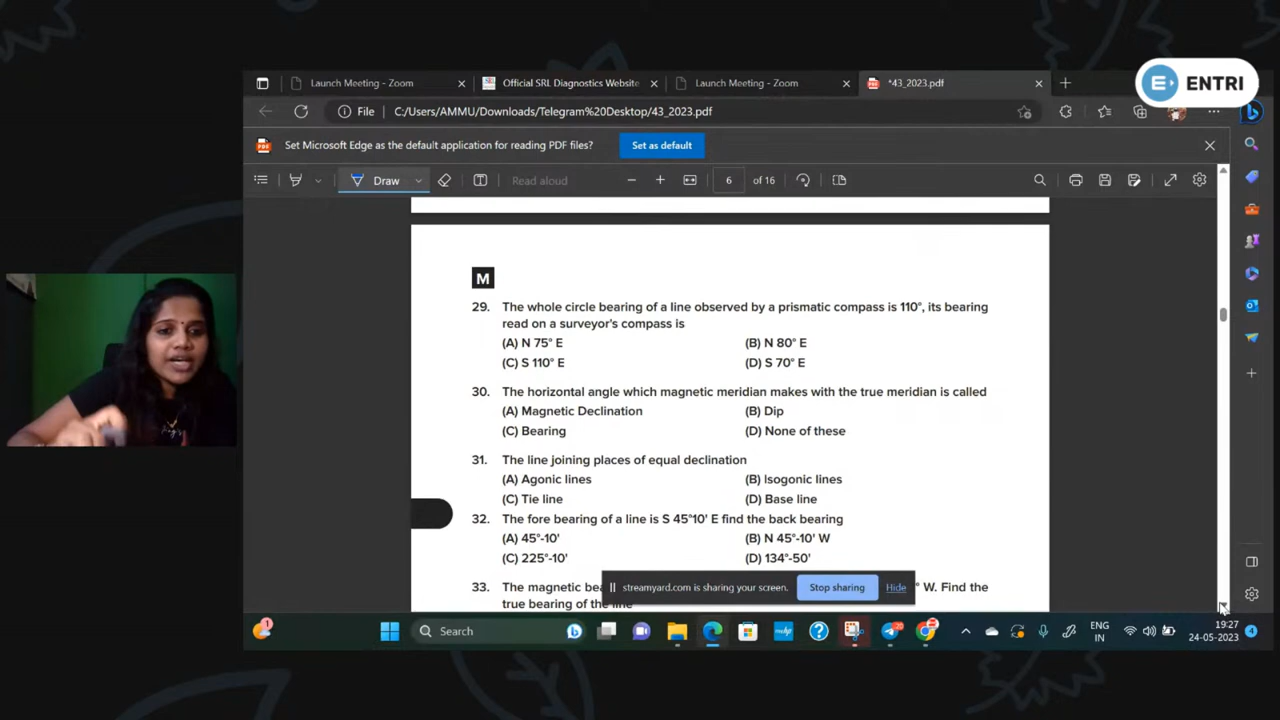 ENTRI
Launch Meeting - Zoom
Official SRL Diagnostics Website
Launch Meeting - Zoom
*43_2023.pdf
File
C:/Users/AMMU/Downloads/Telegram%20Desktop/43_2023.pdf
Set Microsoft Edge as the default application for reading PDF files?
Set as default
Draw
Read aloud
6 of 16
M
29. The whole circle bearing of a line observed by a prismatic compass is 110°, its bearing
read on a surveyor's compass is
(A) N 75° E (B) N 80° E
(C) S 110° E (D) S 70° E
30. The horizontal angle which magnetic meridian makes with the true meridian is called
(A) Magnetic Declination (B) Dip
(C) Bearing (D) None of these
31. The line joining places of equal declination
(A) Agonic lines (B) Isogonic lines
(C) Tie line (D) Base line
32. The fore bearing of a line is S 45°10' E find the back bearing
(A) 45°-10' (B) N 45°-10' W
(C) 225°-10' (D) 134°-50'
33. The magnetic bea ° W. Find the
true bearing of the line
streamyard.com is sharing your screen.
Stop sharing
Hide
Search
ENG
IN
19:27
24-05-2023